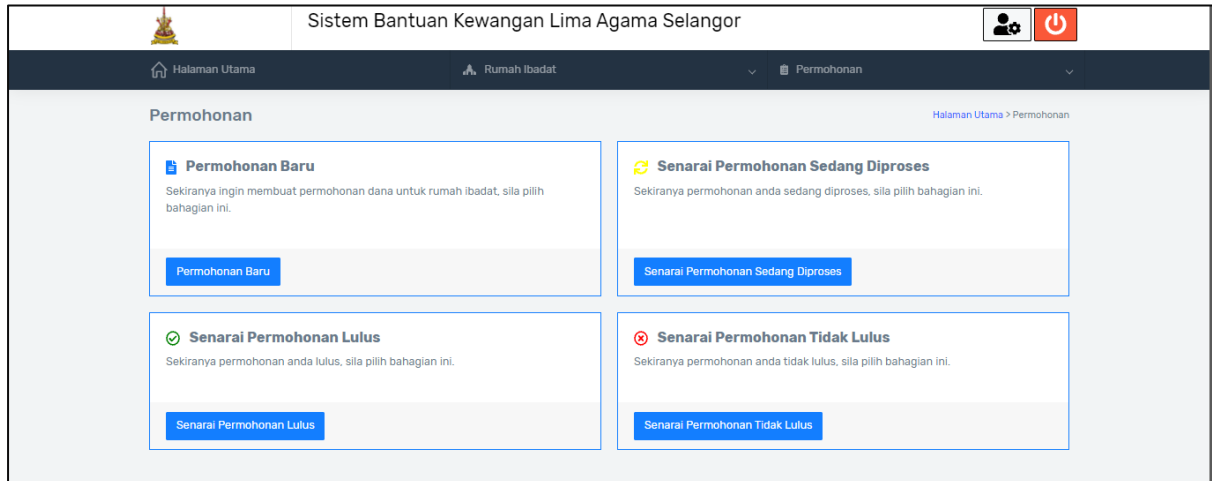 Sistem Bantuan Kewangan Lima Agama Selangor
Halaman Utama
Rumah Ibadat
Permohonan
Permohonan
Halaman Utama > Permohonan
Permohonan Baru
Sekiranya ingin membuat permohonan dana untuk rumah ibadat, sila pilih
bahagian ini.
Permohonan Baru
Senarai Permohonan Sedang Diproses
Sekiranya permohonan anda sedang diproses, sila pilih bahagian ini.
Senarai Permohonan Sedang Diproses
Senarai Permohonan Lulus
Sekiranya permohonan anda lulus, sila pilih bahagian ini.
Senarai Permohonan Lulus
Senarai Permohonan Tidak Lulus
Sekiranya permohonan anda tidak lulus, sila pilih bahagian ini.
Senarai Permohonan Tidak Lulus